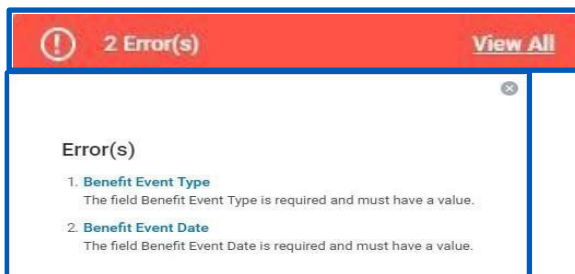 2 Error(s) View All
Error(s)
1. Benefit Event Type
The field Benefit Event Type is required and must have a value.
2. Benefit Event Date
The field Benefit Event Date is required and must have a value.